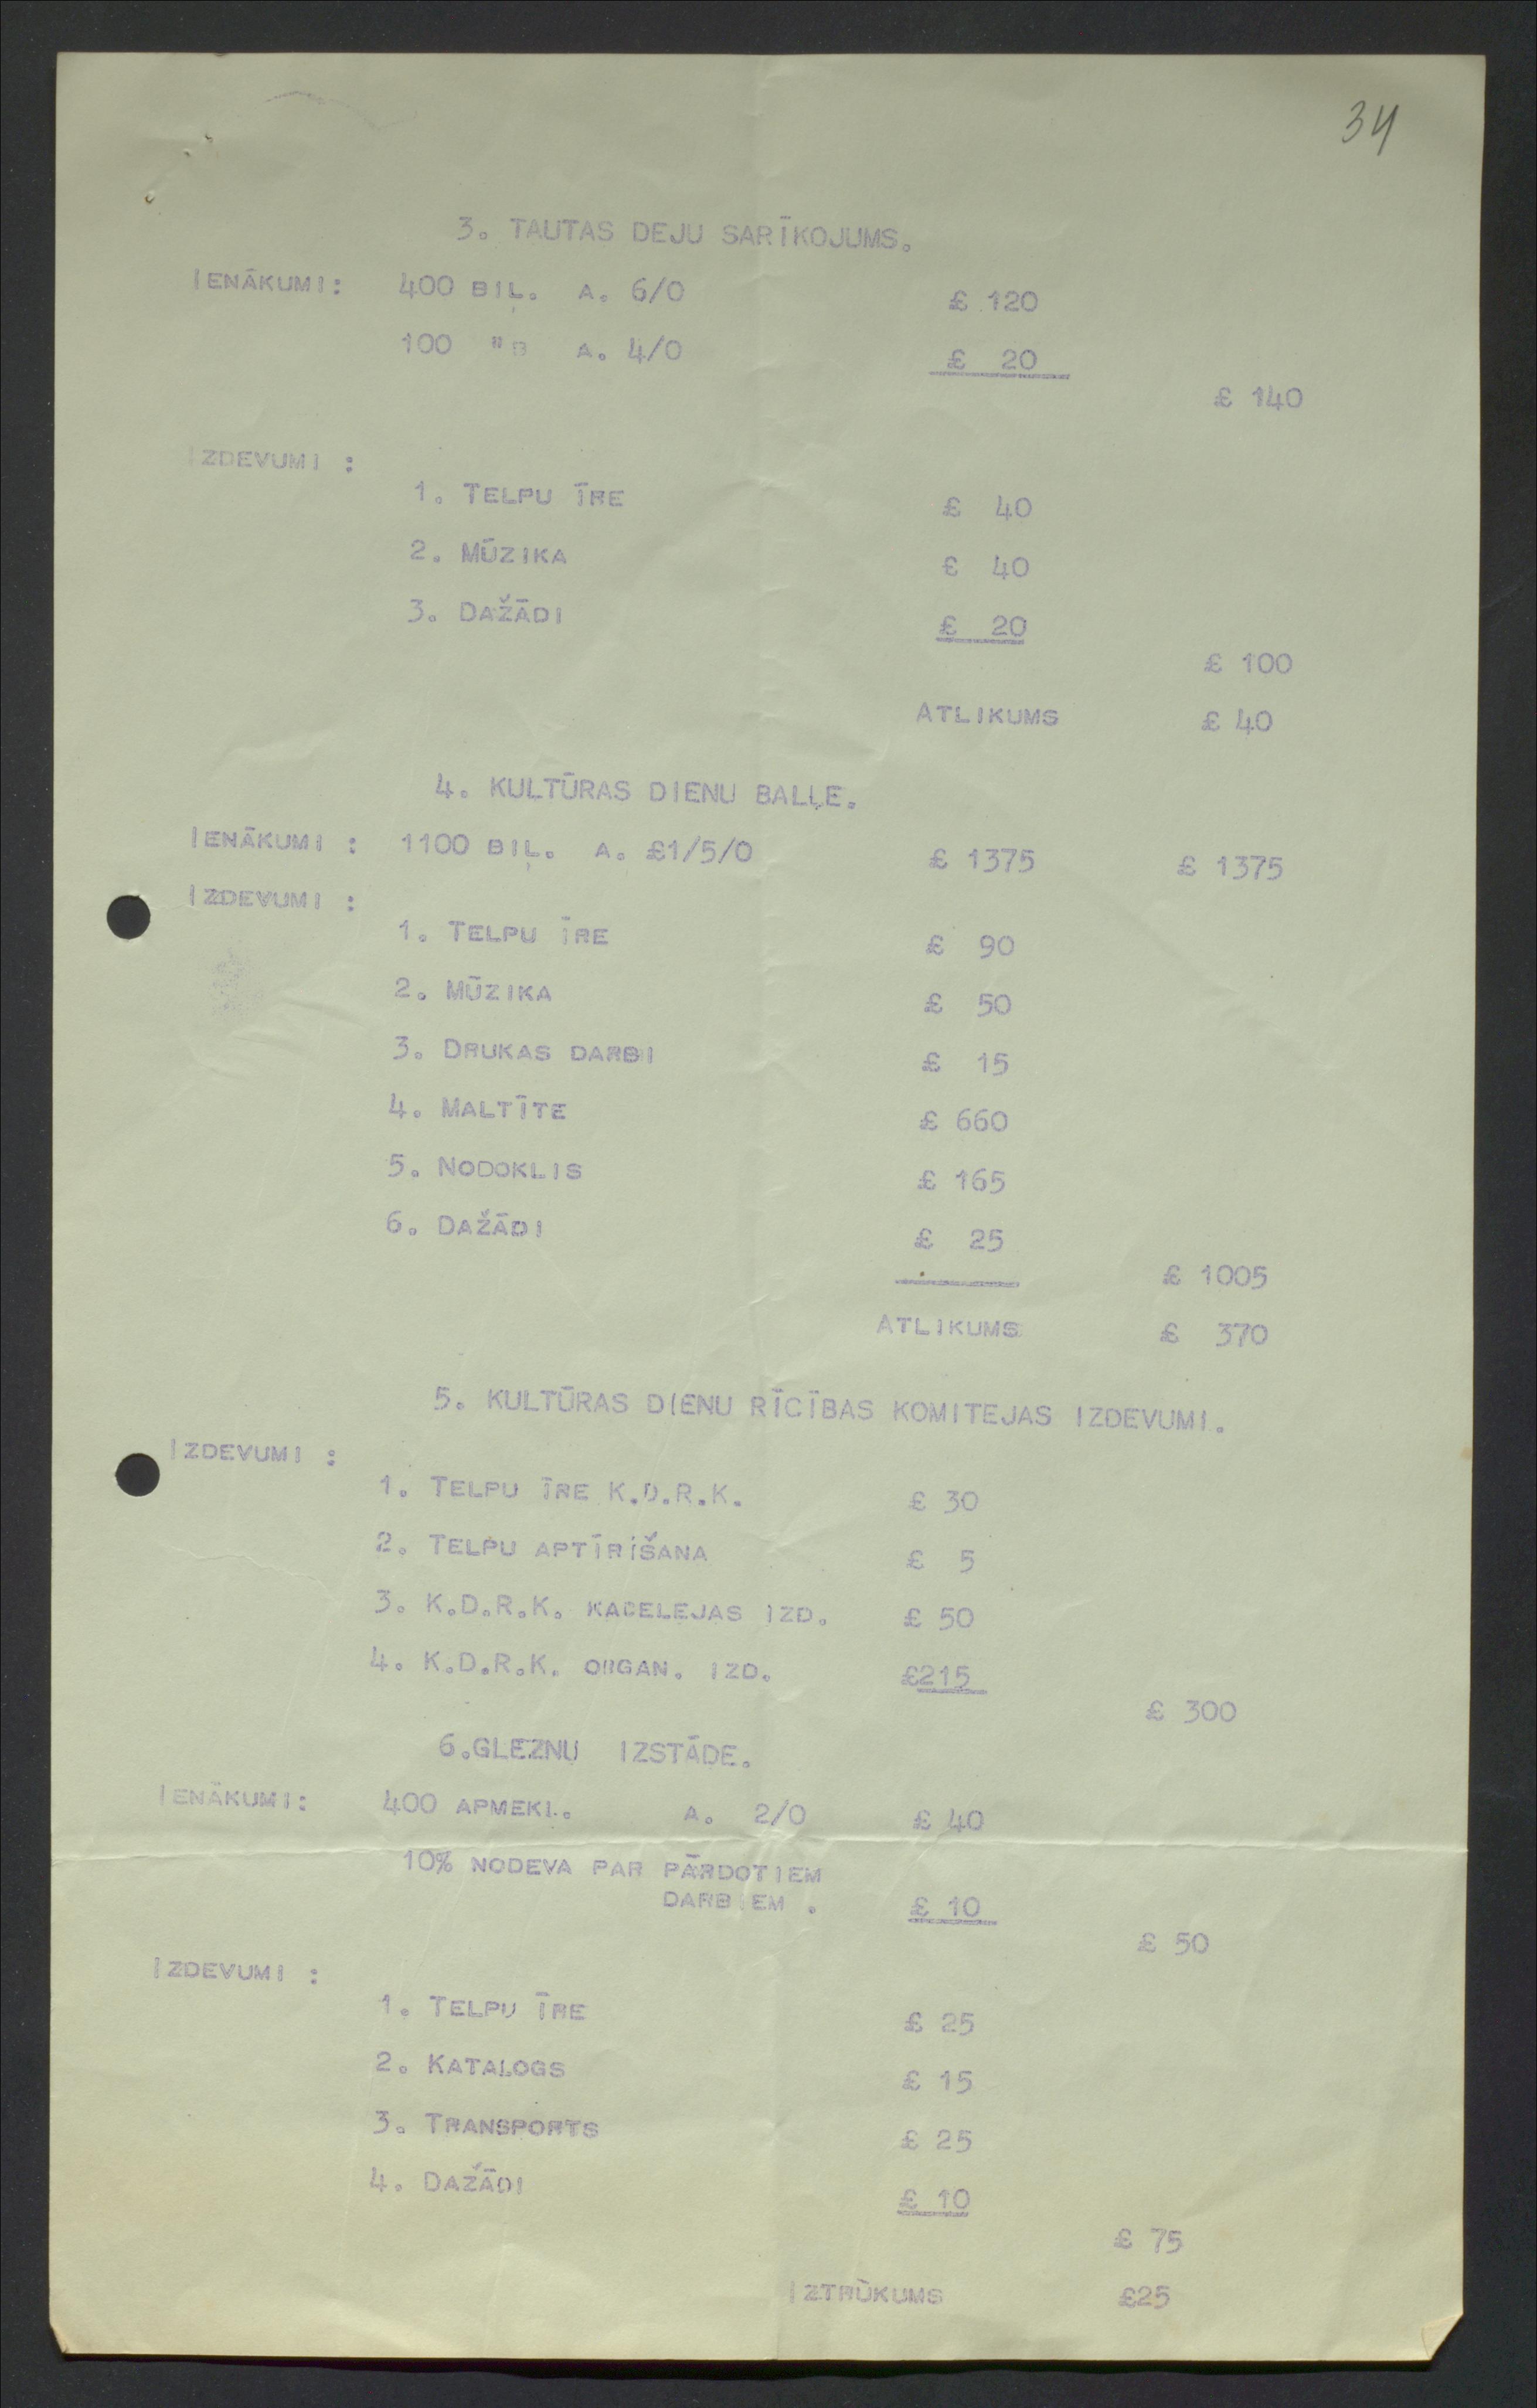 34
3. TAUTAS DEJU SARĪKOJUMS.
IENĀKUMI: 400 BIĻ. A. 6/0 £ 120
100 "B A. 4/0 £ 20
£ 140
IZDEVUMI :
1. TELPU ĪRE £ 40
2. MŪZIKA £ 40
3. DAŽĀDI £ 20
£ 100
ATLIKUMS £ 40
4. KULTŪRAS DIENU BALĻE.
IENĀKUMI : 1100 BIĻ. A. £1/5/0 £ 1375 £ 1375
IZDEVUMI :
1. TELPU ĪRE £ 90
2. MŪZIKA £ 50
3. DRUKAS DARBI £ 15
4. MALTĪTE £ 660
5. NODOKLIS £ 165
6. DAŽĀDI £ 25
£ 1005
ATLIKUMS £ 370
5. KULTŪRAS DIENU RĪCĪBAS KOMITEJAS IZDEVUMI.
IZDEVUMI :
1. TELPU ĪRE K.D.R.K. £ 30
2. TELPU APTĪRĪŠANA £ 5
3. K.D.R.K. KACELEJAS IZD. £ 50
4. K.D.R.K. ORGAN. IZD. £215
£ 300
6.GLEZNU IZSTĀDE.
IENĀKUMI: 400 APMEKL. A. 2/0 £ 40
10% NODEVA PAR PĀRDOTIEM
DARBIEM . £ 10
£ 50
IZDEVUMI :
1. TELPU ĪRE £ 25
2. KATALOGS £ 15
3. TRANSPORTS £ 25
4. DAŽĀDI £ 10
£ 75
IZTRŪKUMS £25